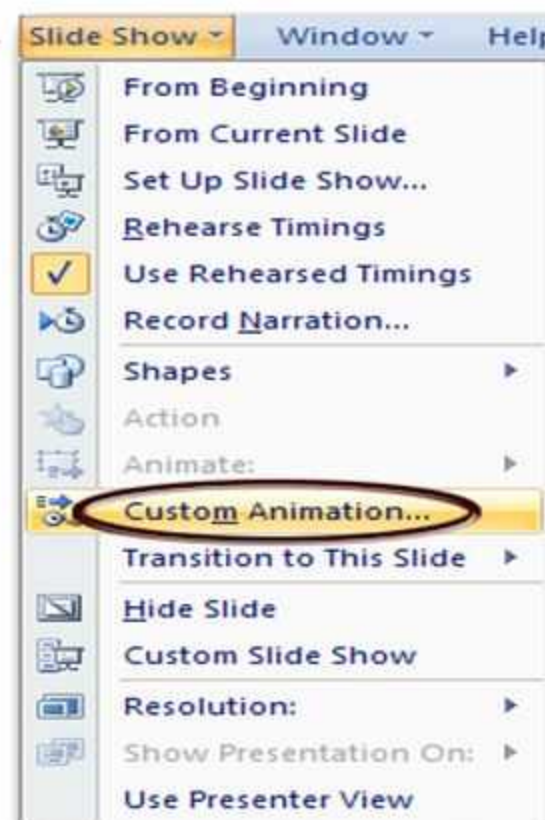 Slide Show Window
From Beginning
From Current Slide
Set Up Slide Show...
Rehearse Timings
Use Rehearsed Timings
Record Narration...
Shapes
Action
Animate:
Custom Animation...
Transition to This Slide
Hide Slide
Custom Slide Show
Resolution:
Show Presentation On:
Use Presenter View